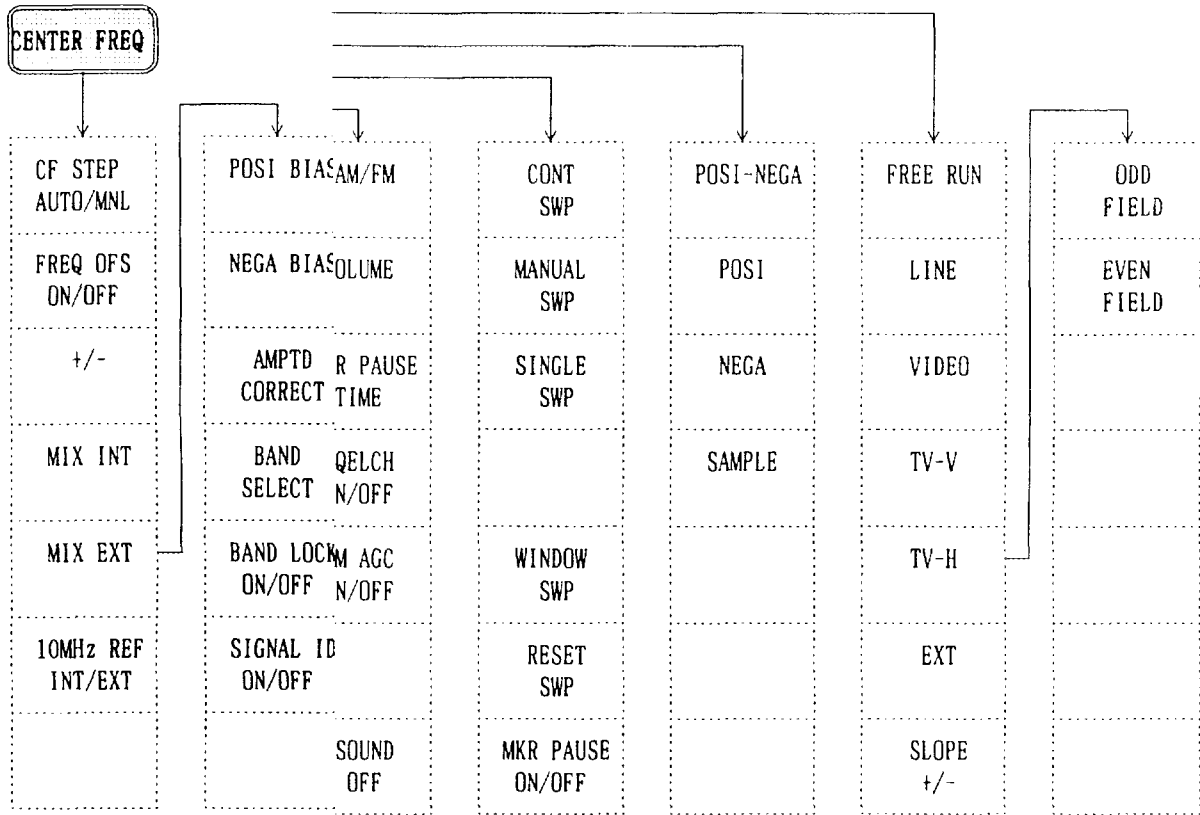 CENTER FREQ
CF STEP
AUTO/MNL
FREQ OFS
ON/OFF
+/-
MIX INT
MIX EXT
10MHz REF
INT/EXT
POSI BIAS
NEGA BIAS
AMPTD
CORRECT
BAND
SELECT
BAND LOCK
ON/OFF
SIGNAL ID
ON/OFF
AM/FM
OLUME
R PAUSE
TIME
QELCH
N/OFF
M AGC
N/OFF
SOUND
OFF
CONT
SWP
MANUAL
SWP
SINGLE
SWP
WINDOW
SWP
RESET
SWP
MKR PAUSE
ON/OFF
POSI-NEGA
POSI
NEGA
SAMPLE
FREE RUN
LINE
VIDEO
TV-V
TV-H
EXT
SLOPE
+/-
ODD
FIELD
EVEN
FIELD